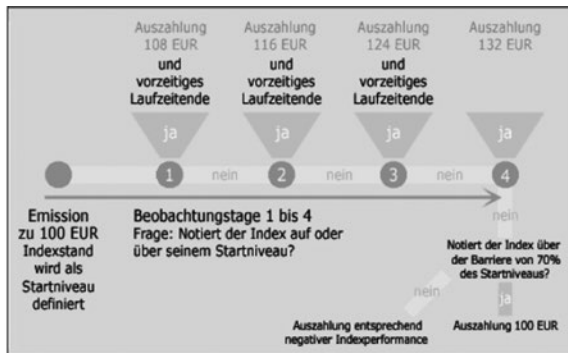 Auszahlung
108 EUR
und
vorzeitiges
Laufzeitende
ja
Auszahlung
116 EUR
und
vorzeitiges
Laufzeitende
ja
Auszahlung
124 EUR
und
vorzeitiges
Laufzeitende
ja
Auszahlung
132 EUR
ja
1
nein
2
nein
3
nein
4
Emission
zu 100 EUR
Indexstand
wird als
Startniveau
definiert
Beobachtungstage 1 bis 4
Frage: Notiert der Index auf oder
über seinem Startniveau?
nein
Notiert der Index über
der Barriere von 70%
des Startniveaus?
nein
ja
Auszahlung entsprechend
negativer Indexperformance
Auszahlung 100 EUR